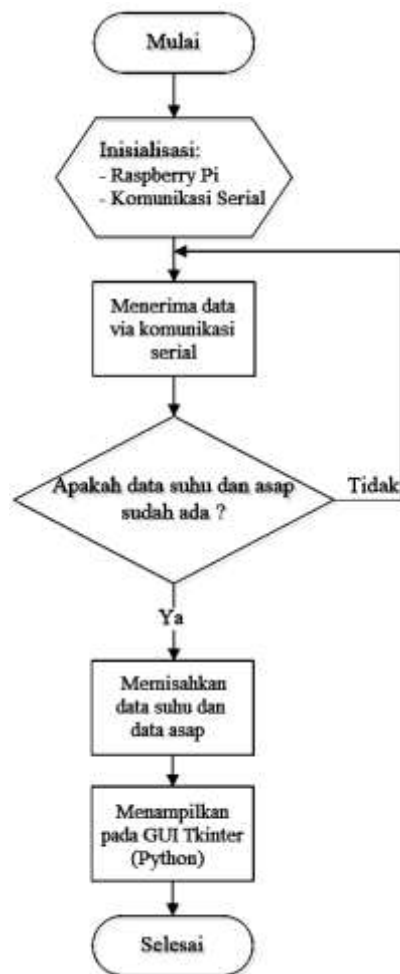 Mulai
Inisialisasi:
- Raspberry Pi
- Komunikasi Serial
Menerima data
via komunikasi
serial
Apakah data suhu dan asap
sudah ada ?
Tidak
Ya
Memisahkan
data suhu dan
data asap
Menampilkan
pada GUI Tkinter
(Python)
Selesai